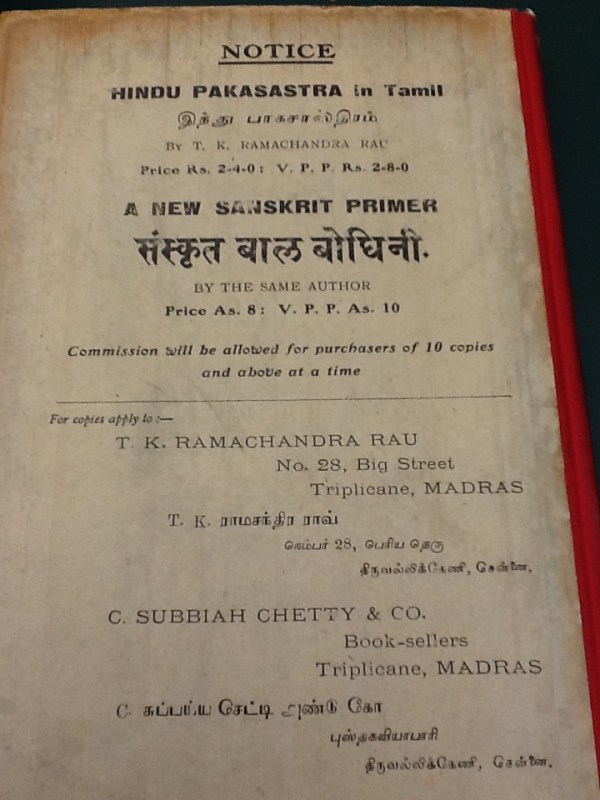 NOTICE
HINDU PAKASASTRA in Tamil
இந்து பாகசாஸ்திரம்
BY T. K. RAMACHANDRA RAU
Price Rs. 2-4-0: V. P. P. Rs. 2-8-0
A NEW SANSKRIT PRIMER
संस्कृत बाल बोधिनी.
BY THE SAME AUTHOR
Price As. 8: V. P. P. As. 10
Commission will be allowed for purchasers of 10 copies
and above at a time
For copies apply to :—
T. K. RAMACHANDRA RAU
No. 28, Big Street
Triplicane, MADRAS
T. K. ராமசந்திர ராவ்
நெம்பர் 28, பெரிய தெரு
திருவல்லிக்கேணி, சென்னை.
C. SUBBIAH CHETTY & CO.
Book-sellers
Triplicane, MADRAS
C. சுப்பய்ய செட்டி அண்டு கோ
புஸ்தகவியாபாரி
திருவல்லிக்கேணி, சென்னை.